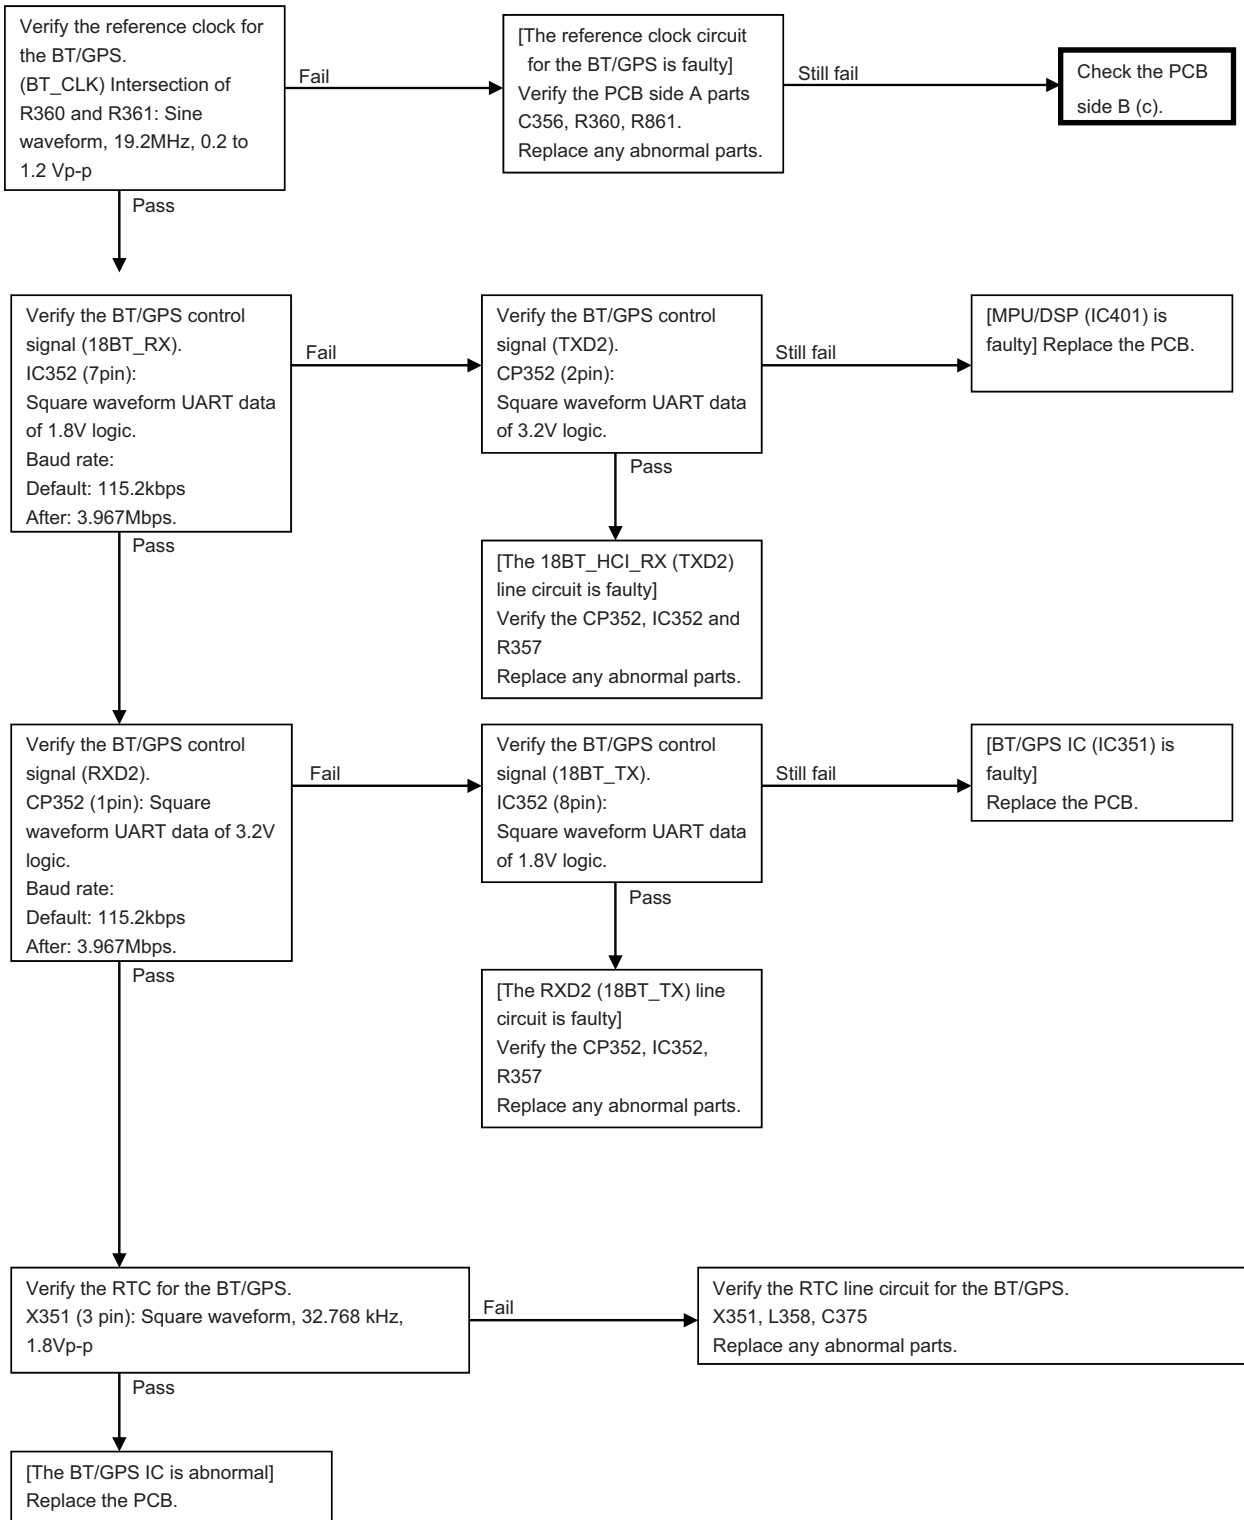 Verify the reference clock for
the BT/GPS.
(BT_CLK) Intersection of
R360 and R361: Sine
waveform, 19.2MHz, 0.2 to
1.2 Vp-p
Fail
[The reference clock circuit
for the BT/GPS is faulty]
Verify the PCB side A parts
C356, R360, R861.
Replace any abnormal parts.
Still fail
Check the PCB
side B (c).
Pass
Verify the BT/GPS control
signal (18BT_RX).
IC352 (7pin):
Square waveform UART data
of 1.8V logic.
Baud rate:
Default: 115.2kbps
After: 3.967Mbps.
Fail
Verify the BT/GPS control
signal (TXD2).
CP352 (2pin):
Square waveform UART data
of 3.2V logic.
Still fail
[MPU/DSP (IC401) is
faulty] Replace the PCB.
Pass
Pass
[The 18BT_HCI_RX (TXD2)
line circuit is faulty]
Verify the CP352, IC352 and
R357
Replace any abnormal parts.
Verify the BT/GPS control
signal (RXD2).
CP352 (1pin): Square
waveform UART data of 3.2V
logic.
Baud rate:
Default: 115.2kbps
After: 3.967Mbps.
Fail
Verify the BT/GPS control
signal (18BT_TX).
IC352 (8pin):
Square waveform UART data
of 1.8V logic.
Still fail
[BT/GPS IC (IC351) is
faulty]
Replace the PCB.
Pass
Pass
[The RXD2 (18BT_TX) line
circuit is faulty]
Verify the CP352, IC352,
R357
Replace any abnormal parts.
Verify the RTC for the BT/GPS.
X351 (3 pin): Square waveform, 32.768 kHz,
1.8Vp-p
Fail
Verify the RTC line circuit for the BT/GPS.
X351, L358, C375
Replace any abnormal parts.
Pass
[The BT/GPS IC is abnormal]
Replace the PCB.